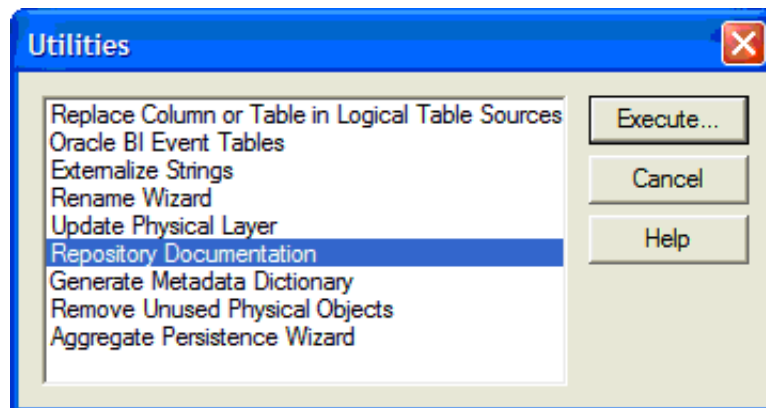 Utilities
Replace Column or Table in Logical Table Sources
Oracle BI Event Tables
Externalize Strings
Rename Wizard
Update Physical Layer
Repository Documentation
Generate Metadata Dictionary
Remove Unused Physical Objects
Aggregate Persistence Wizard
Execute...
Cancel
Help